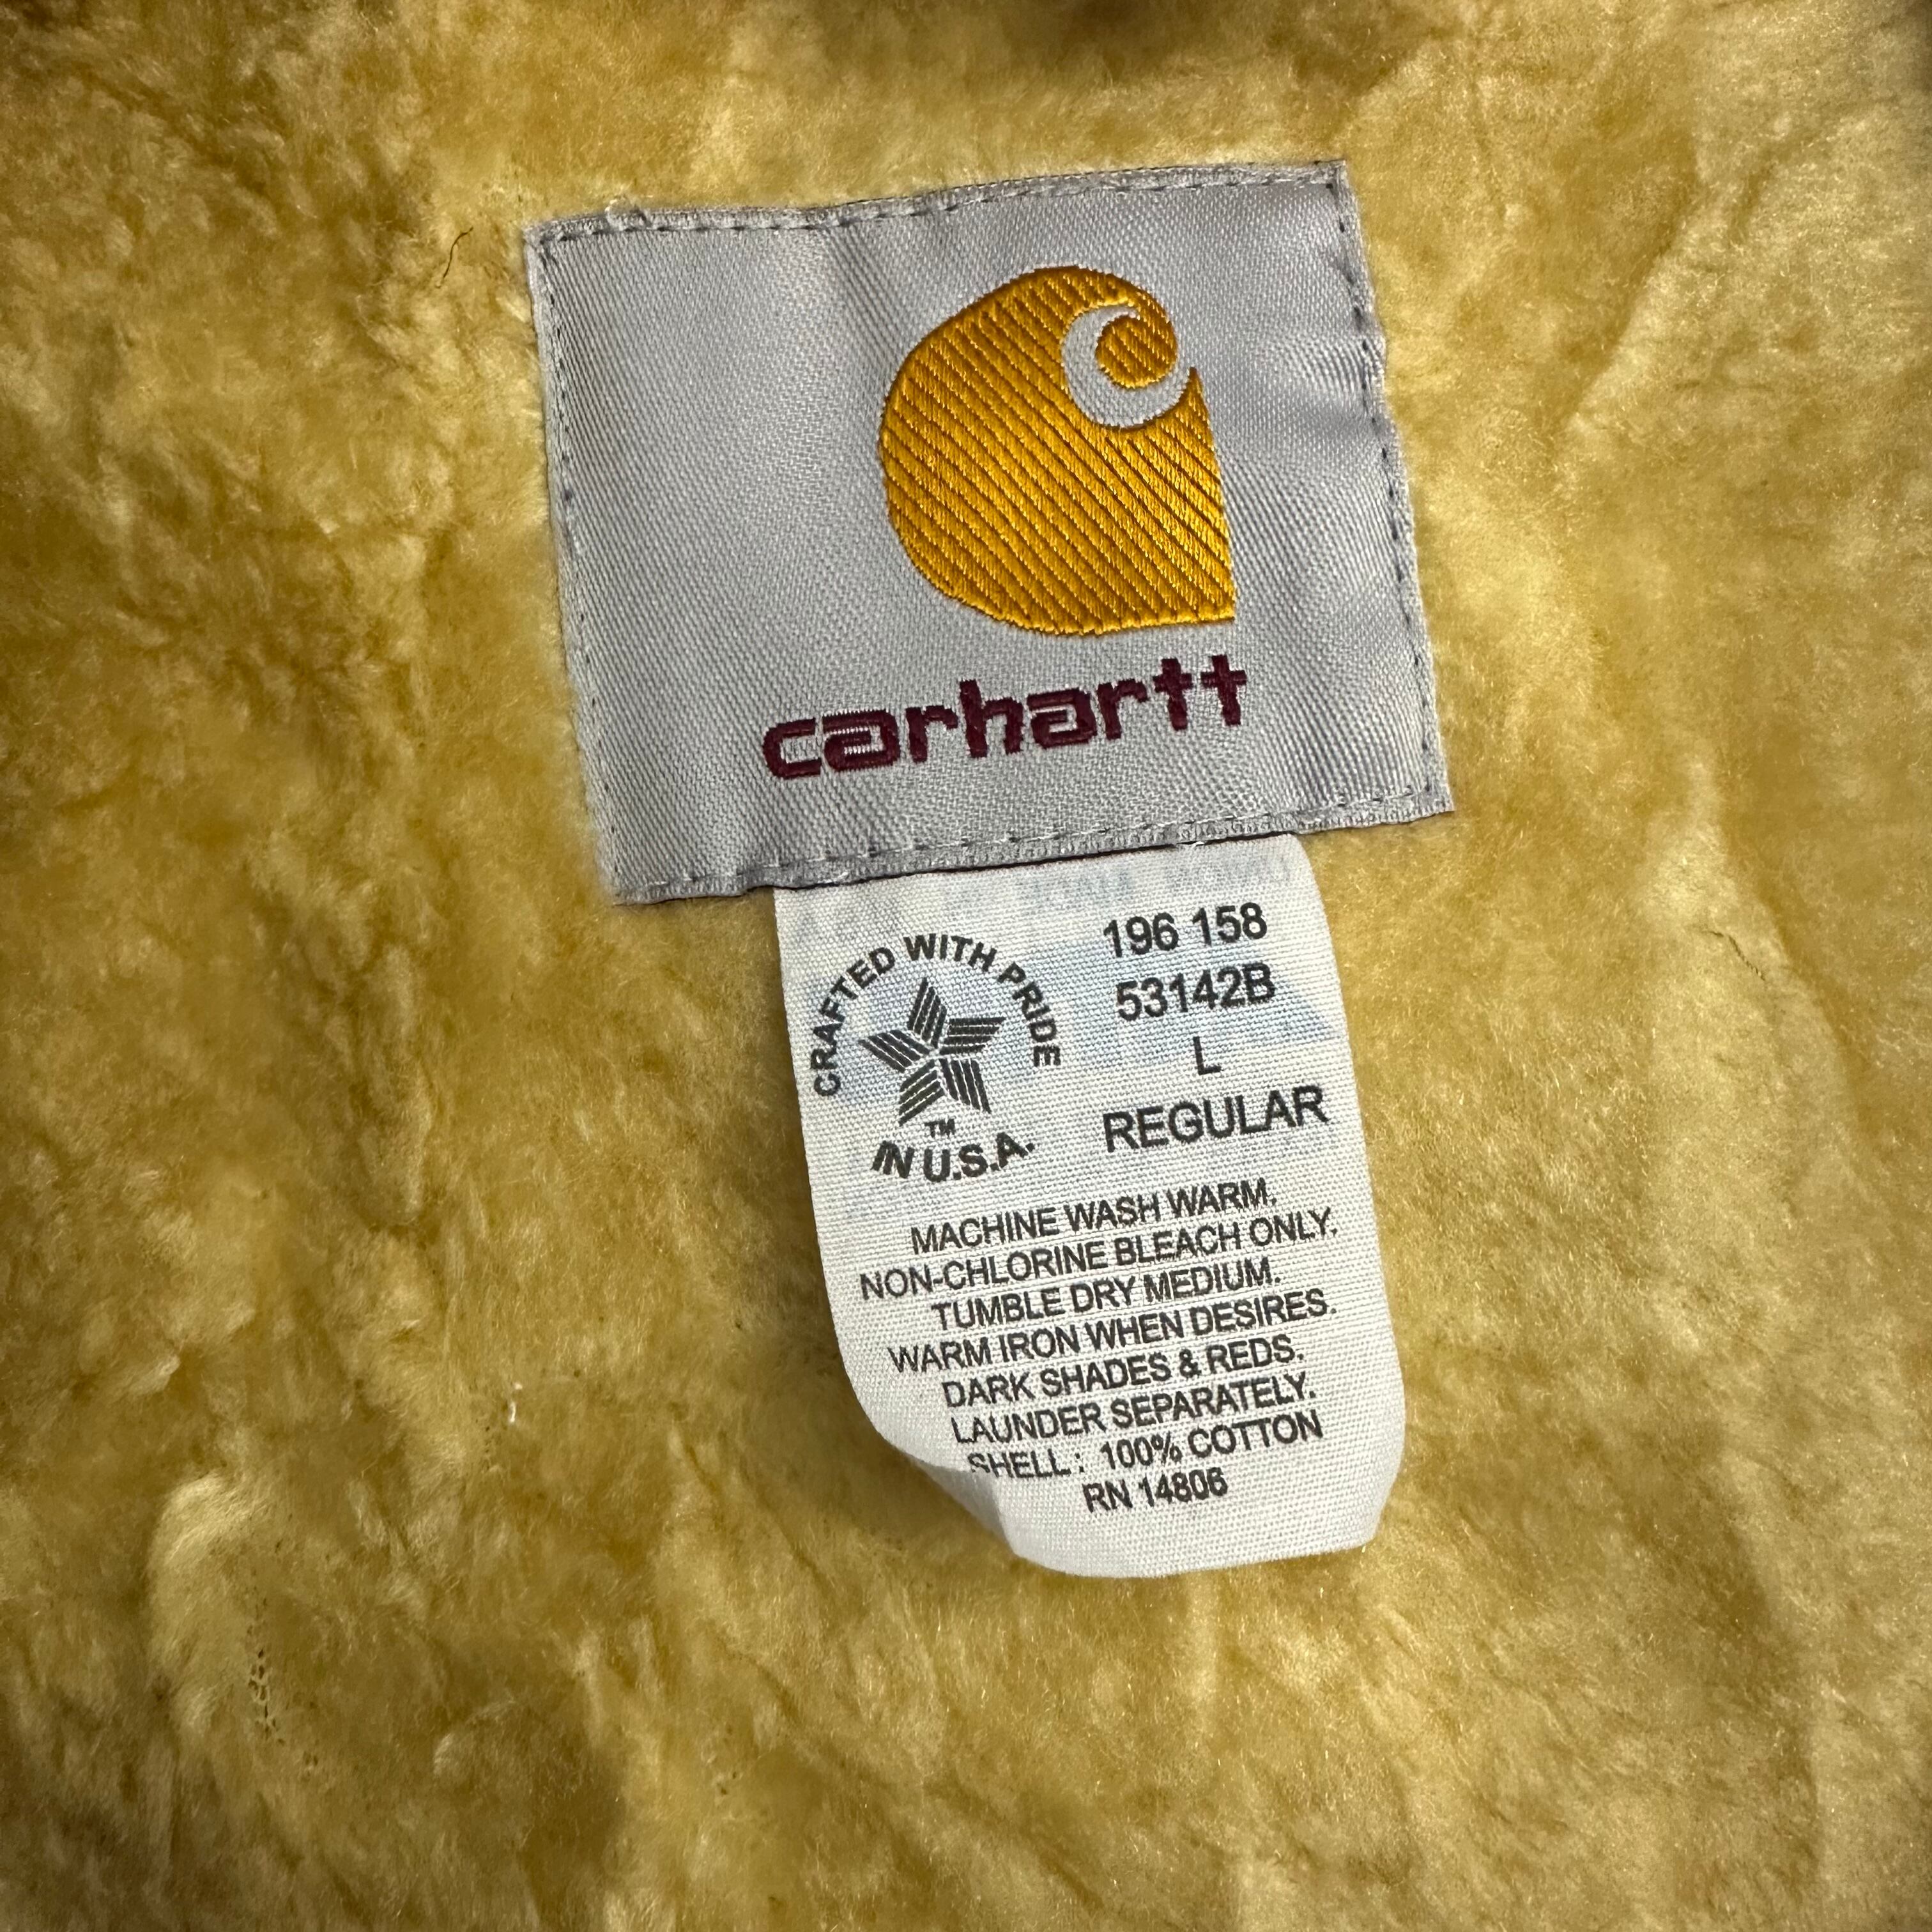 carhartt
CRAFTED WITH PRIDE
TM
IN U.S.A.
196 158
53142B
L
REGULAR
MACHINE WASH WARM.
NON-CHLORINE BLEACH ONLY.
TUMBLE DRY MEDIUM.
WARM IRON WHEN DESIRES.
DARK SHADES & REDS.
LAUNDER SEPARATELY.
SHELL: 100% COTTON
RN 14806